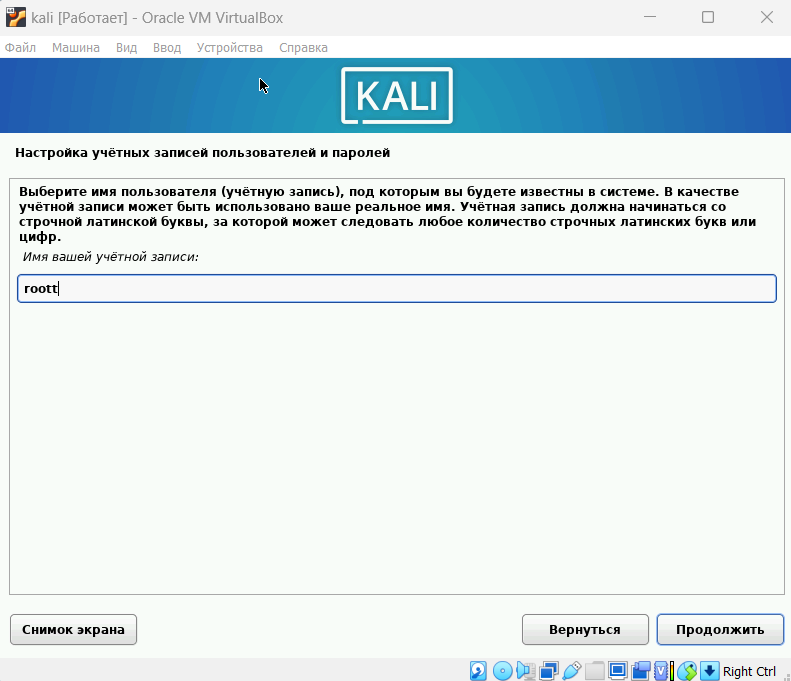 kali [Работает] - Oracle VM VirtualBox
Файл Машина Вид Ввод Устройства Справка
KALI
Настройка учётных записей пользователей и паролей
Выберите имя пользователя (учётную запись), под которым вы будете известны в системе. В качестве
учётной записи может быть использовано ваше реальное имя. Учётная запись должна начинаться со
строчной латинской буквы, за которой может следовать любое количество строчных латинских букв или
цифр.
Имя вашей учётной записи:
roott
Снимок экрана Вернуться Продолжить
Right Ctrl